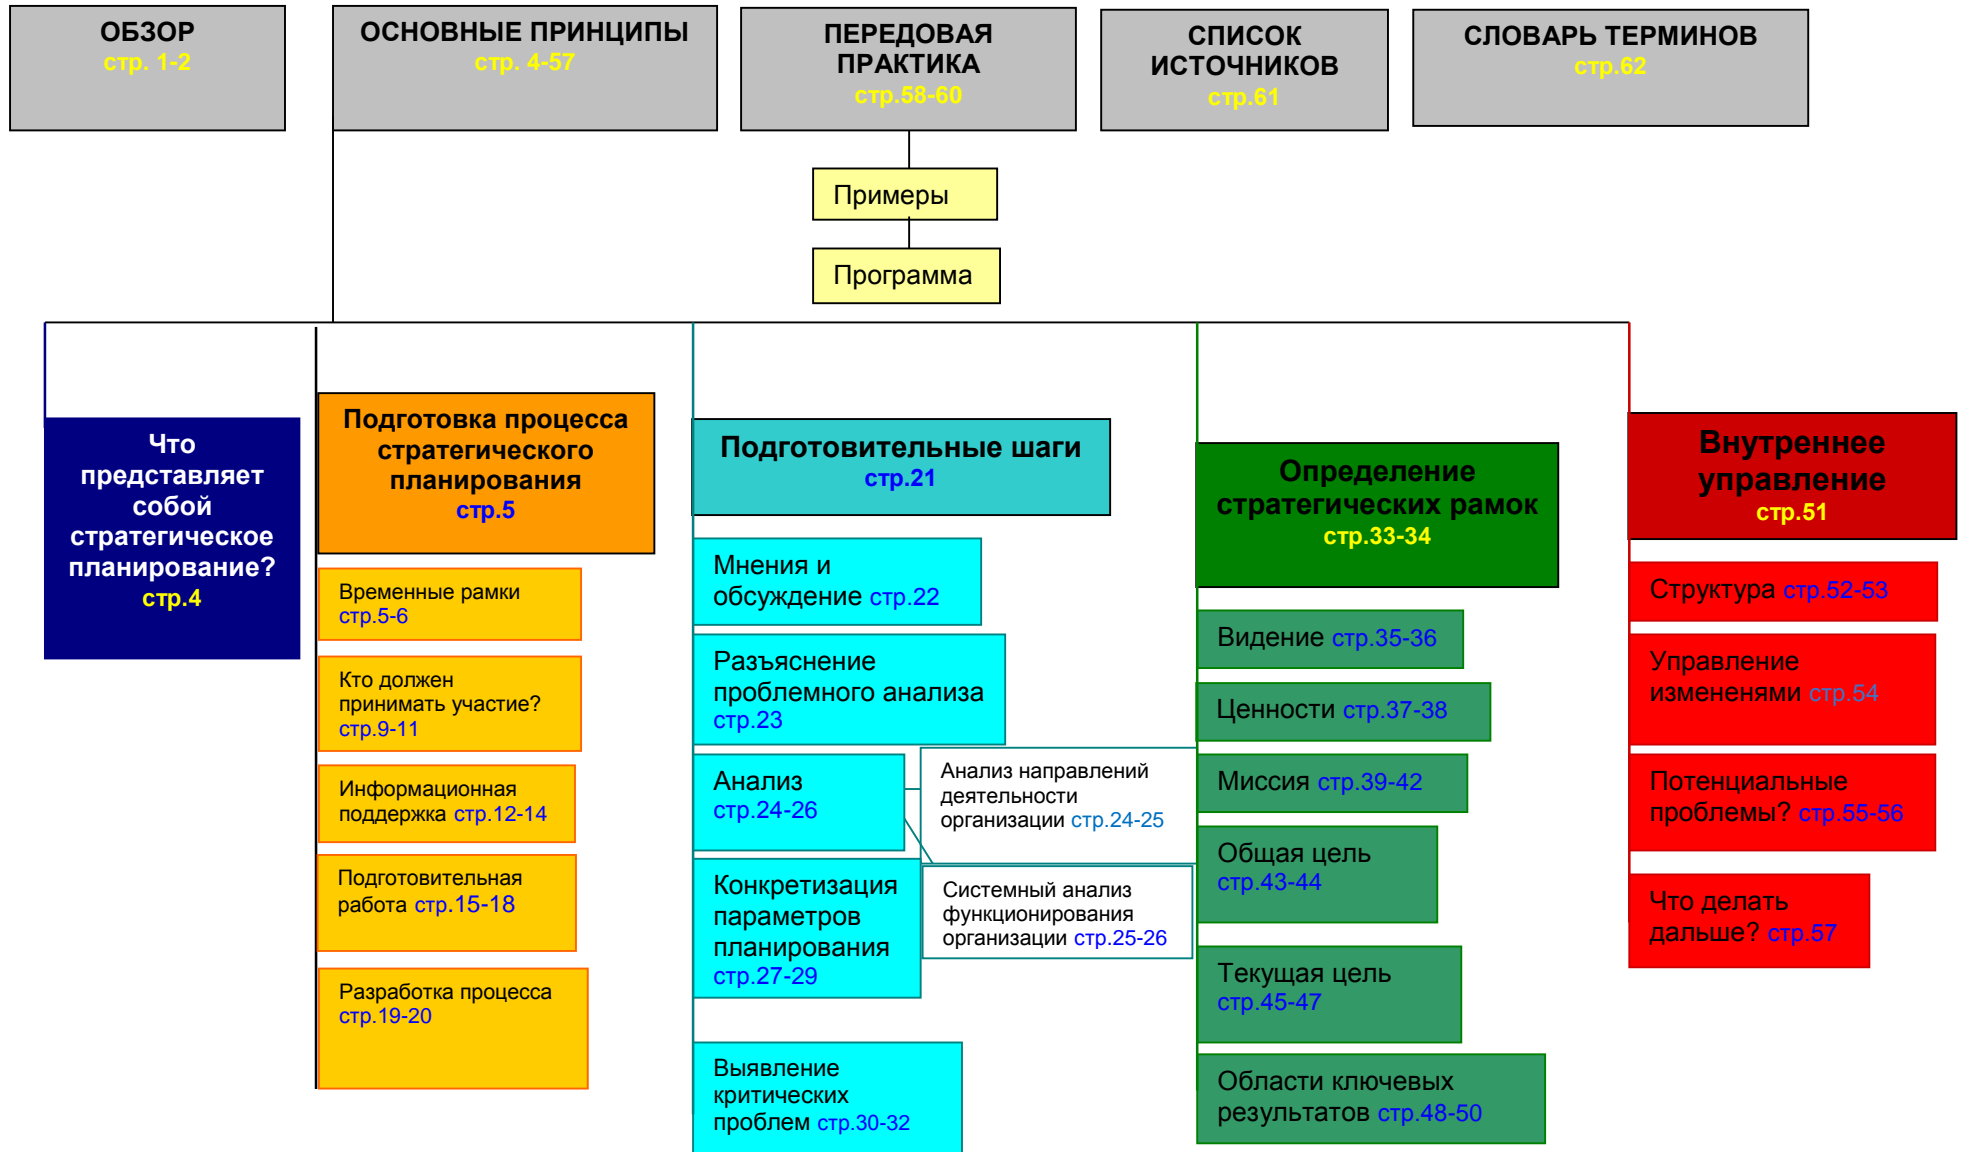 ОБЗОР
стр. 1-2
ОСНОВНЫЕ ПРИНЦИПЫ
стр. 4-57
ПЕРЕДОВАЯ
ПРАКТИКА
стр.58-60
СПИСОК
ИСТОЧНИКОВ
стр.61
СЛОВАРЬ ТЕРМИНОВ
стр.62
Примеры
Программа
Что
представляет
собой
стратегическое
планирование?
стр.4
Подготовка процесса
стратегического
планирования
стр.5
Временные рамки
стр.5-6
Кто должен
принимать участие?
стр.9-11
Информационная
поддержка стр.12-14
Подготовительная
работа стр.15-18
Разработка процесса
стр.19-20
Подготовительные шаги
стр.21
Мнения и
обсуждение стр.22
Разъяснение
проблемного анализа
стр.23
Анализ
стр.24-26
Анализ направлений
деятельности
организации стр.24-25
Системный анализ
функционирования
организации стр.25-26
Конкретизация
параметров
планирования
стр.27-29
Выявление
критических
проблем стр.30-32
Определение
стратегических рамок
стр.33-34
Видение стр.35-36
Ценности стр.37-38
Миссия стр.39-42
Общая цель
стр.43-44
Текущая цель
стр.45-47
Области ключевых
результатов стр.48-50
Внутреннее
управление
стр.51
Структура стр.52-53
Управление
измененями стр.54
Потенциальные
проблемы? стр.55-56
Что делать
дальше? стр.57